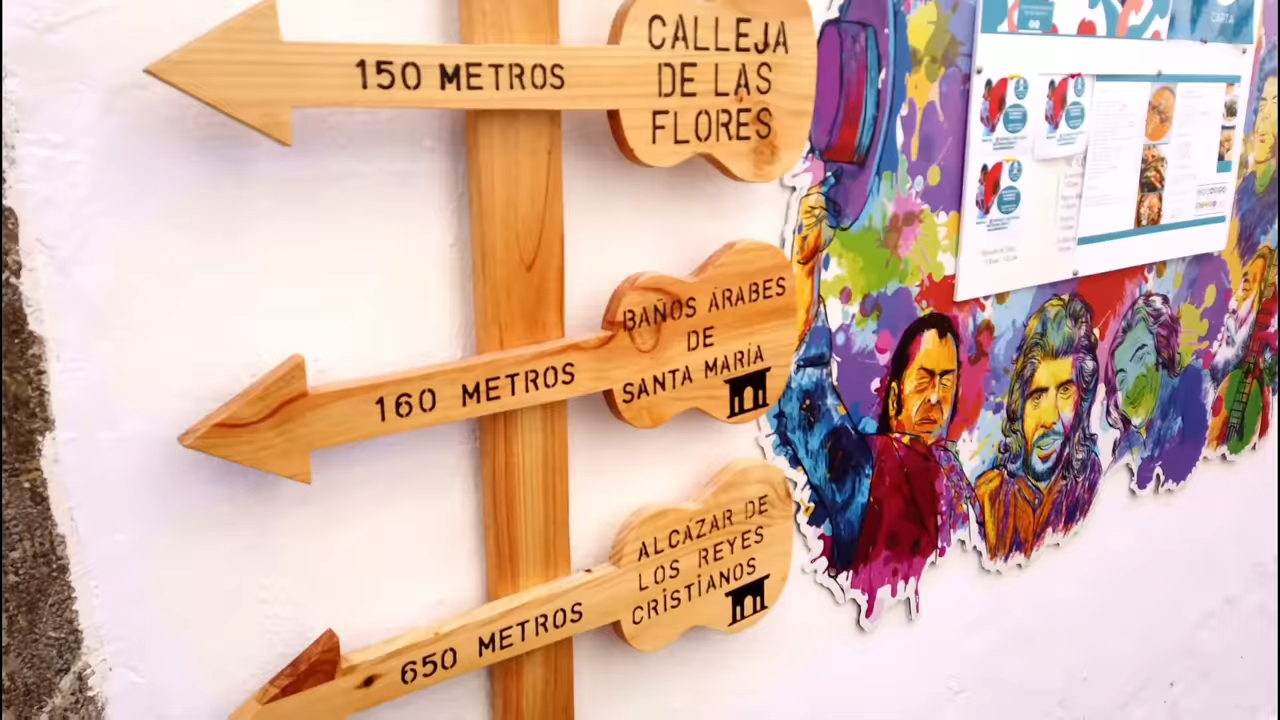 CALLEJA
DE LAS
FLORES
150 METROS
BAÑOS ÁRABES
DE
SANTA MARÍA
160 METROS
ALCÁZAR DE
LOS REYES
CRISTIANOS
650 METROS
CARTA